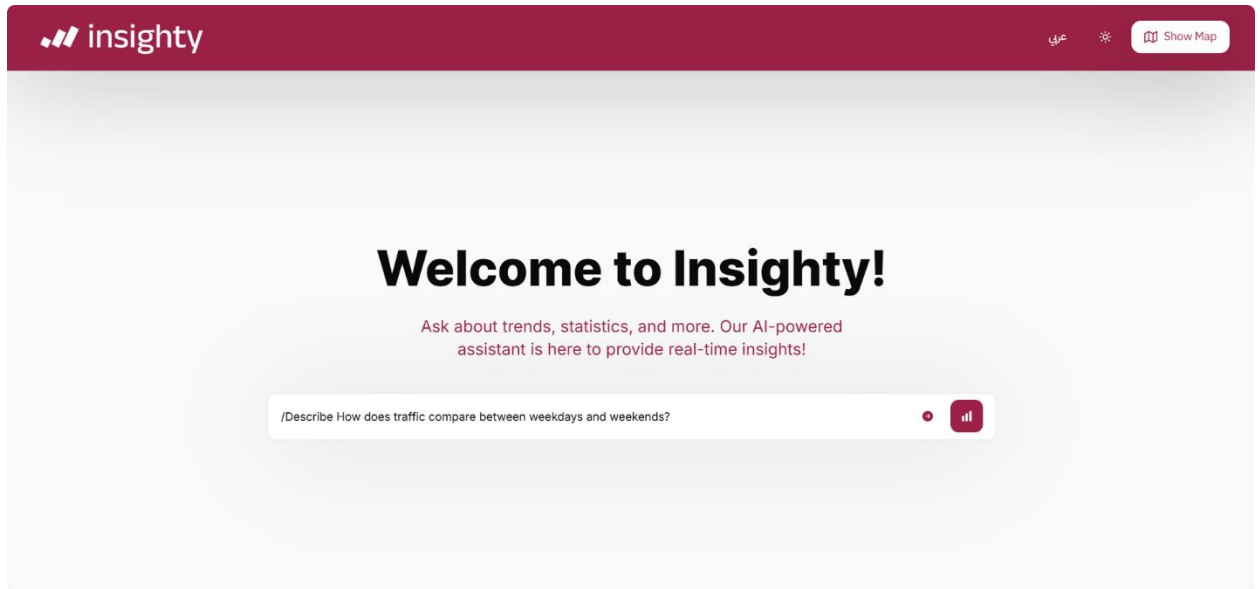 insighty
عربي
Show Map
Welcome to Insighty!
Ask about trends, statistics, and more. Our AI-powered
assistant is here to provide real-time insights!
/Describe How does traffic compare between weekdays and weekends?